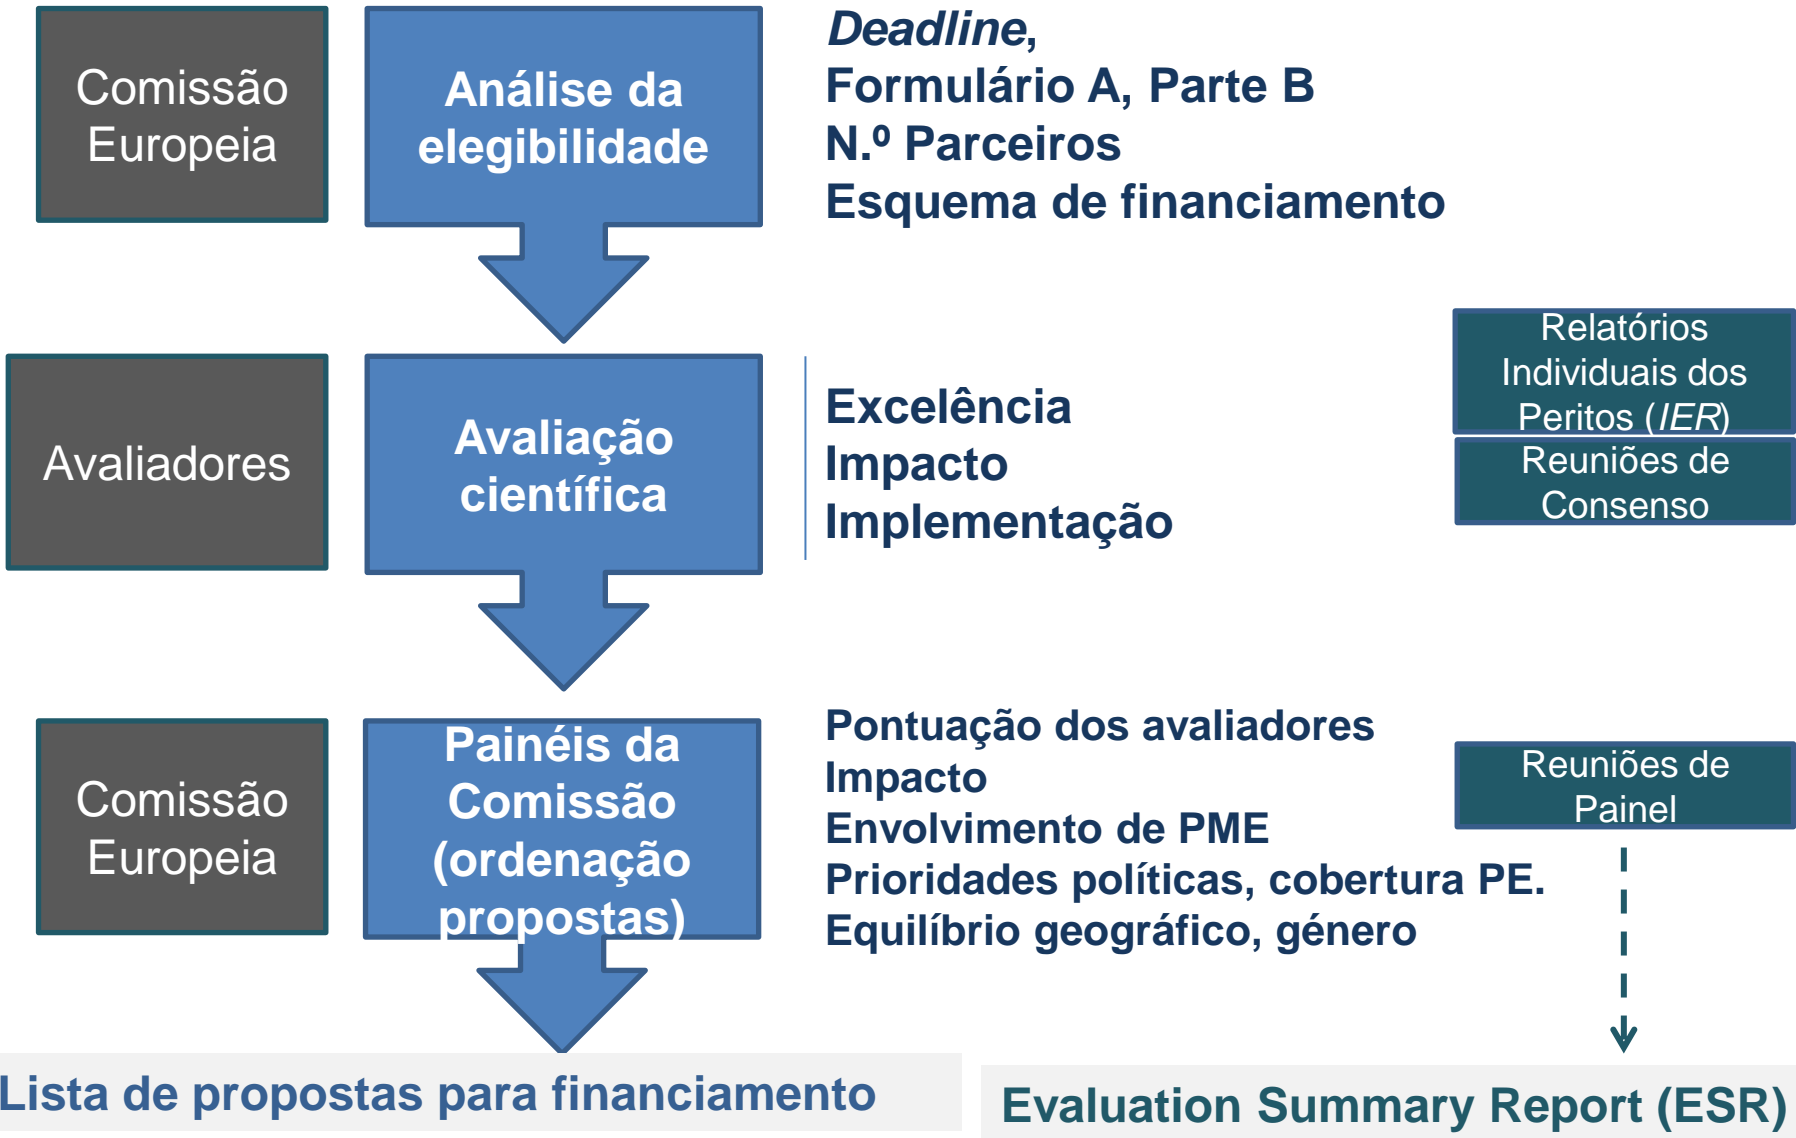 Comissão
Europeia
Análise da
elegibilidade
Deadline,
Formulário A, Parte B
N.º Parceiros
Esquema de financiamento
Avaliadores
Avaliação
científica
Excelência
Impacto
Implementação
Relatórios
Individuais dos
Peritos (IER)
Reuniões de
Consenso
Comissão
Europeia
Painéis da
Comissão
(ordenação
propostas)
Pontuação dos avaliadores
Impacto
Envolvimento de PME
Prioridades políticas, cobertura PE.
Equilíbrio geográfico, género
Reuniões de
Painel
Lista de propostas para financiamento
Evaluation Summary Report (ESR)